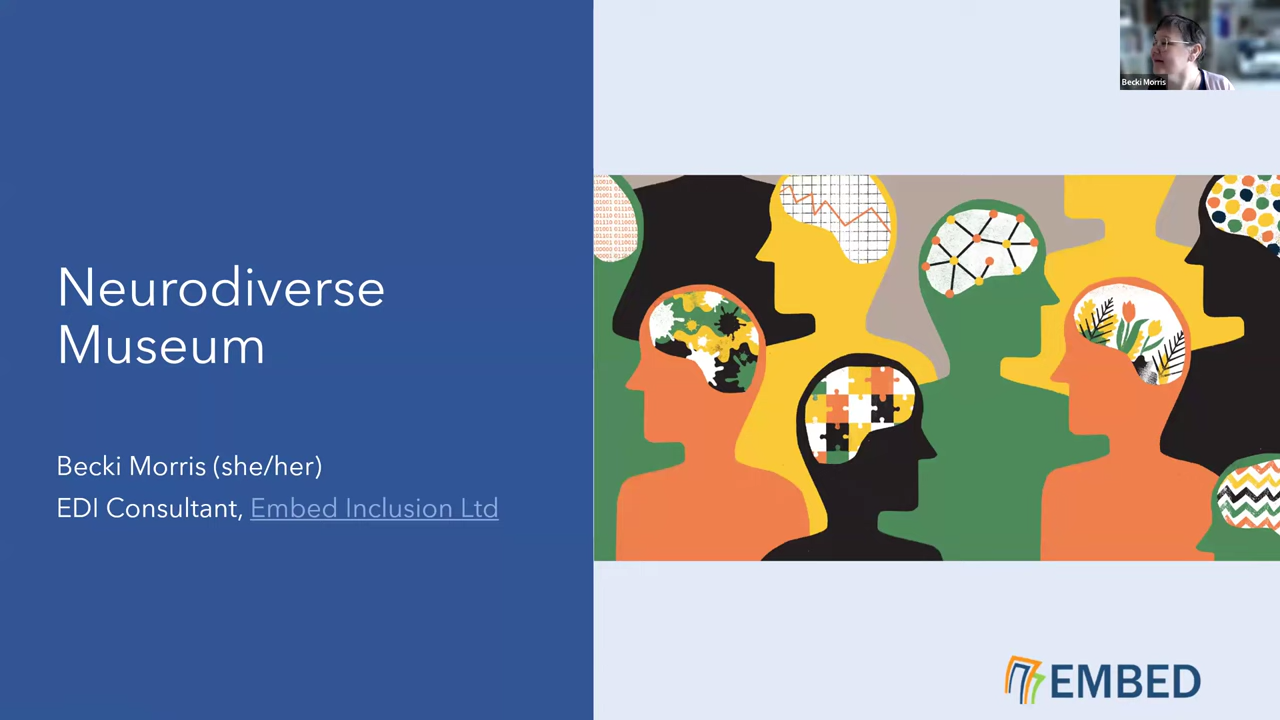 Neurodiverse
Museum
Becki Morris (she/her)
EDI Consultant, Embed Inclusion Ltd
Becki Morris
EMBED